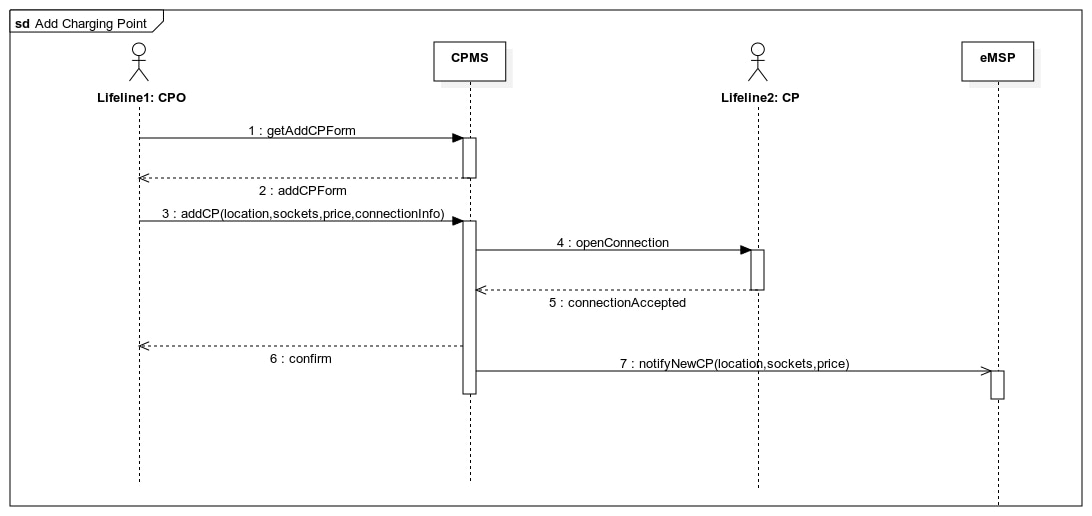 sd Add Charging Point
Lifeline1: CPO
CPMS
Lifeline2: CP
eMSP
1 : getAddCPForm
2 : addCPForm
3 : addCP(location,sockets,price,connectionInfo)
4 : openConnection
5 : connectionAccepted
6 : confirm
7 : notifyNewCP(location,sockets,price)